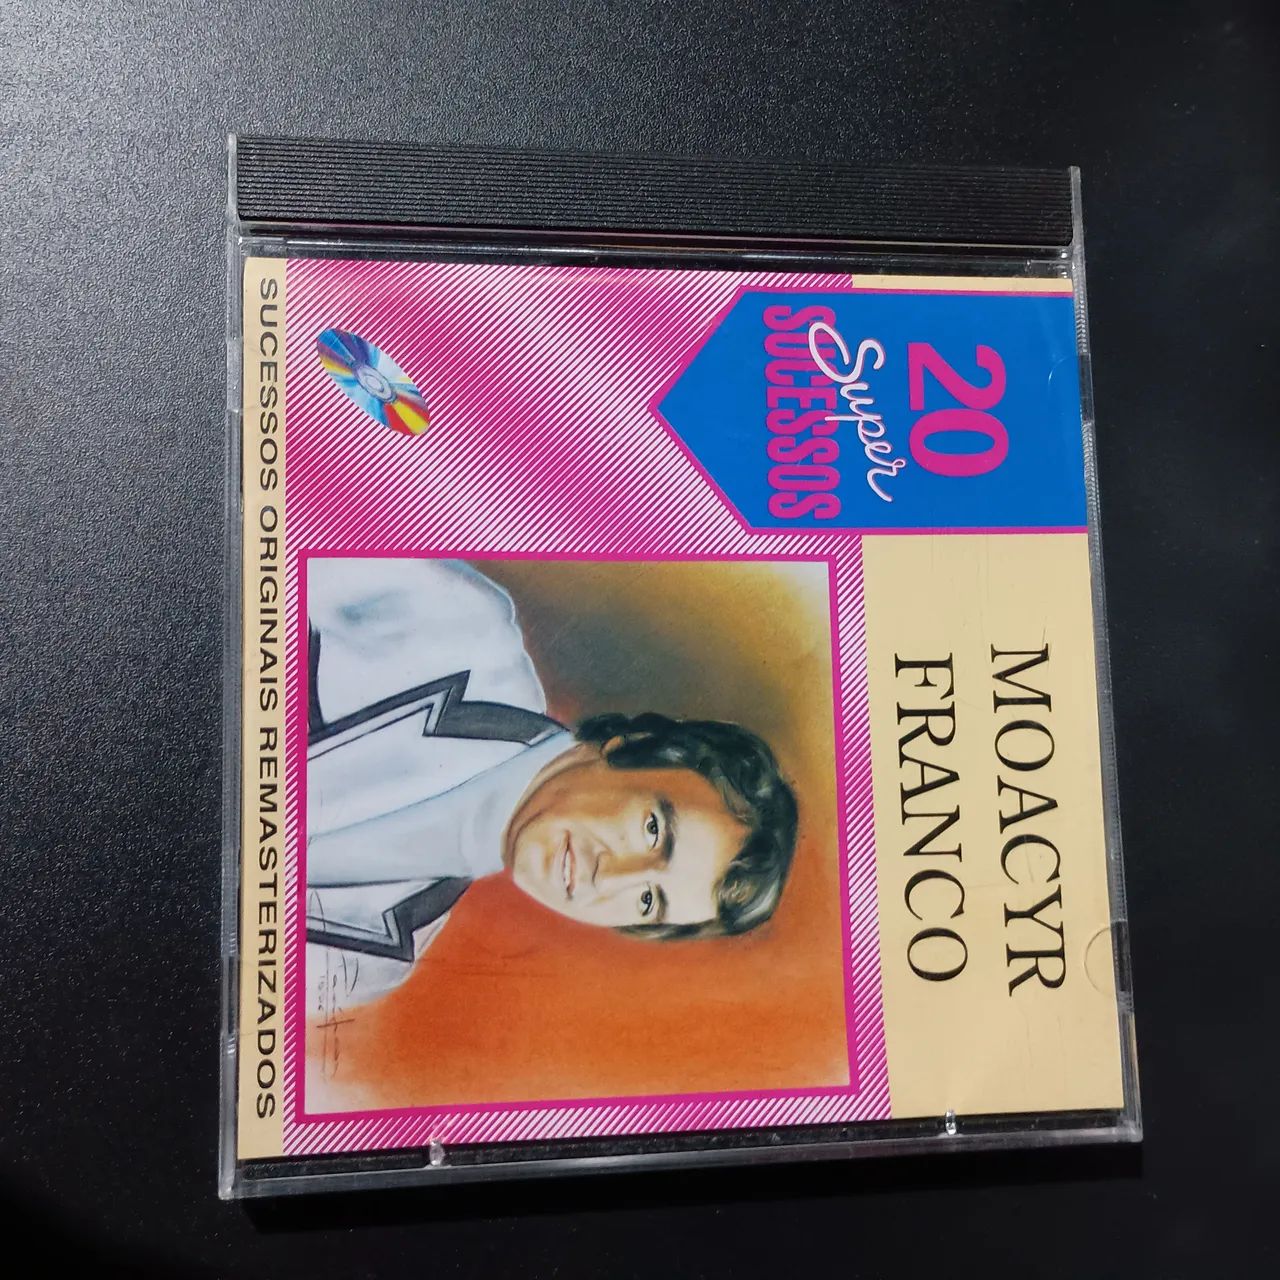 20
Super
SUCESSOS
MOACYR
FRANCO
SUCESSOS ORIGINAIS REMASTERIZADOS